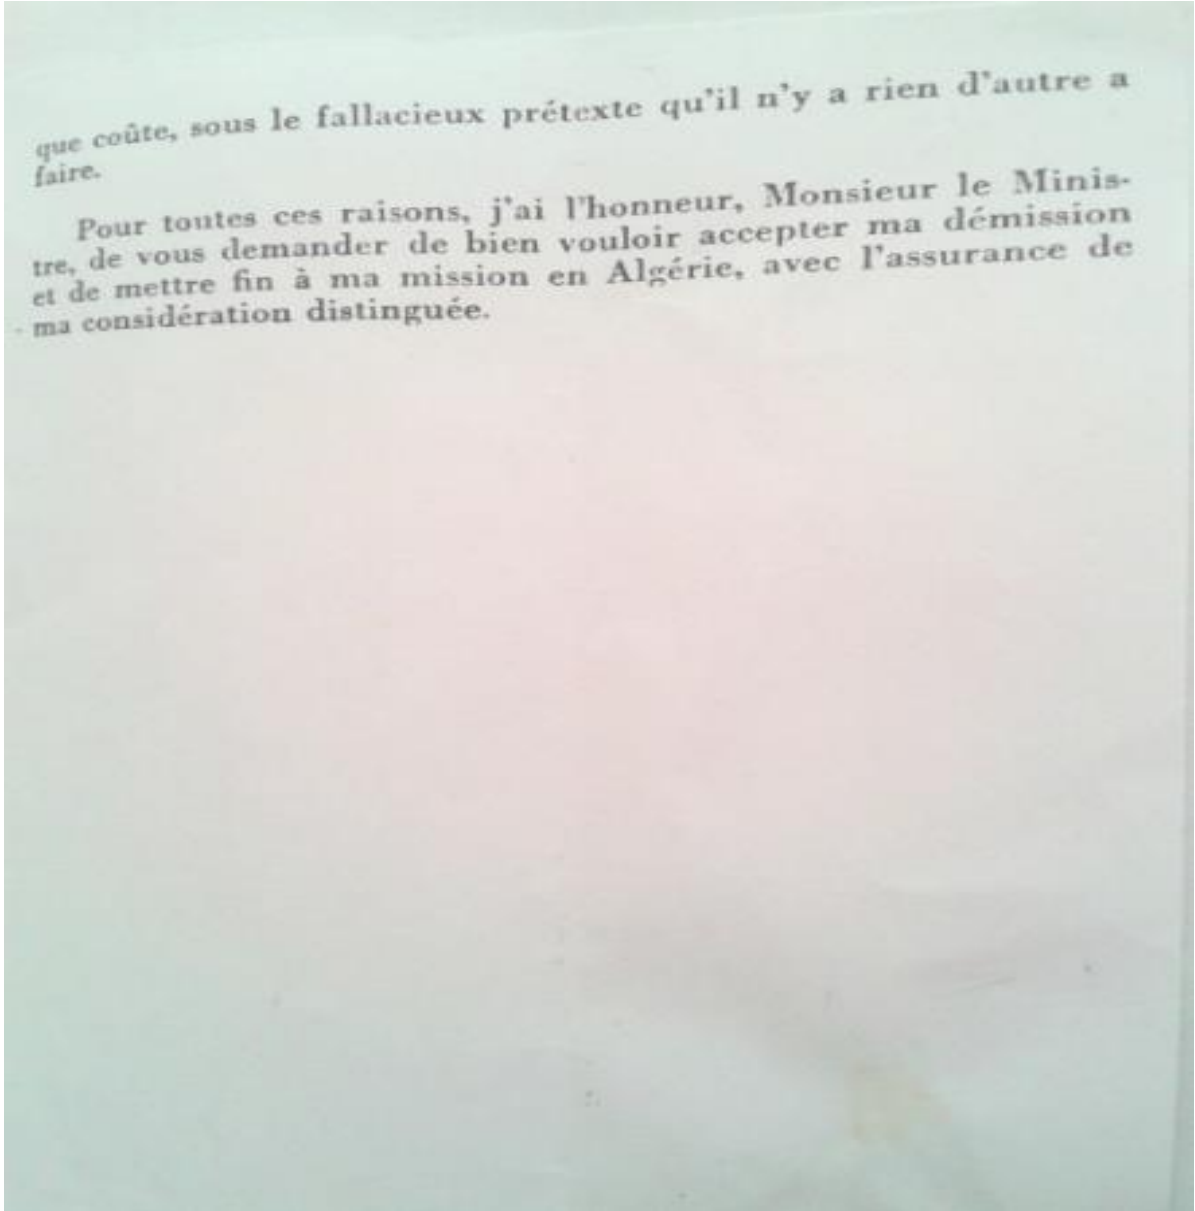 que coûte, sous le fallacieux prétexte qu'il n'y a rien d'autre a
faire.
Pour toutes ces raisons, j'ai l'honneur, Monsieur le Minis-
tre, de vous demander de bien vouloir accepter ma démission
et de mettre fin à ma mission en Algérie, avec l'assurance de
ma considération distinguée.